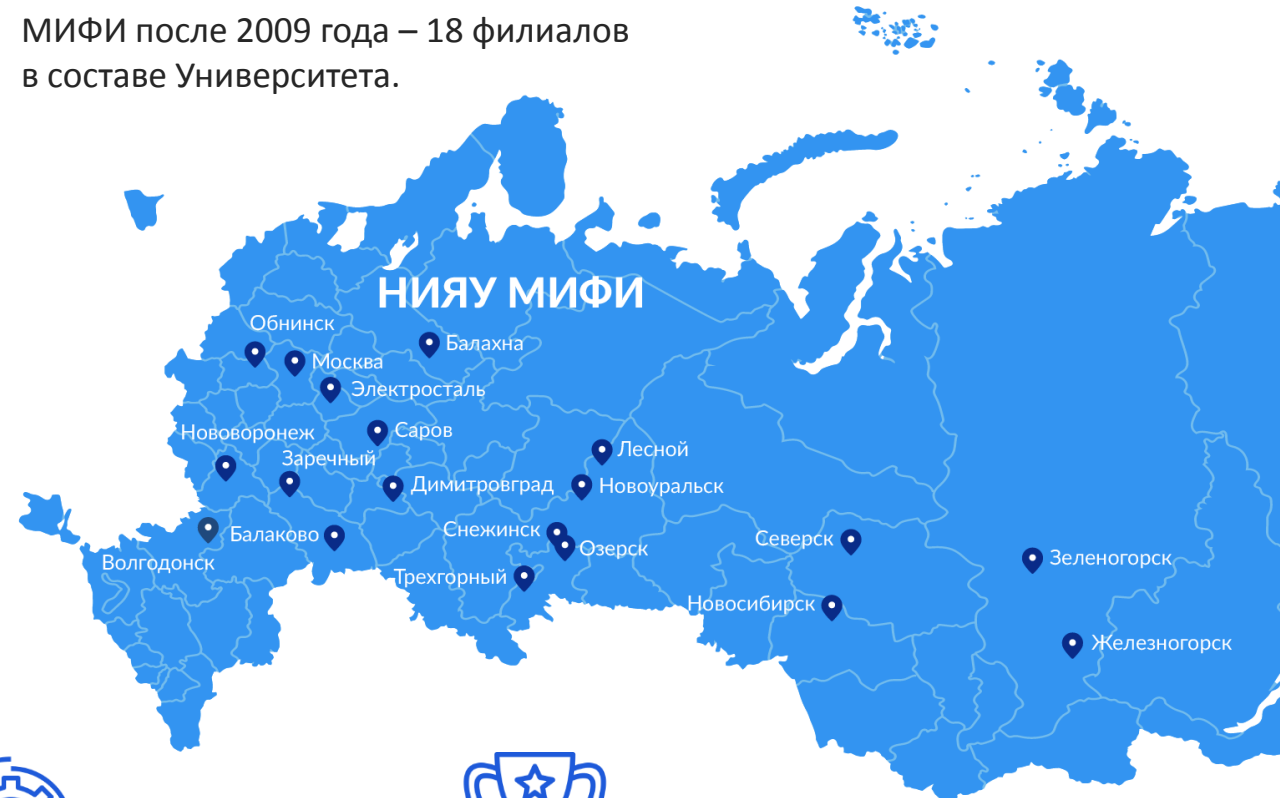 МИФИ после 2009 года – 18 филиалов
в составе Университета.
НИЯУ МИФИ
Обнинск
Балахна
Москва
Электросталь
Саров
Нововоронеж
Заречный
Лесной
Димитровград
Новоуральск
Снежинск
Балаково
Озерск
Северск
Волгодонск
Зеленогорск
Трехгорный
Новосибирск
Железногорск